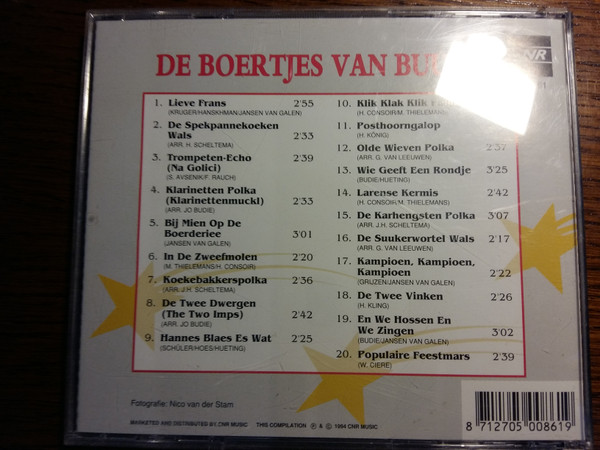 DE BOERTJES VAN
CNR
1. Lieve Frans 2'55
(KRUGER/HANSKHMAN/JANSEN VAN GALEN)
2. De Spekpannekoeken
Wals 2'33
(ARR. H. SCHELTEMA)
3. Trompeten-Echo 2'39
(Na Golici)
(S. AVSENIK/F. RAUCH)
4. Klarinetten Polka
(Klarinettenmuckl) 2'33
(ARR. JO BUDIE)
5. Bij Mien Op De
Boerderiee 3'01
(JANSEN VAN GALEN)
6. In De Zweefmolen 2'20
(M. THIELEMANS/H. CONSOIR)
7. Koekebakkerspolka 2'36
(ARR. J.H. SCHELTEMA)
8. De Twee Dwergen
(The Two Imps) 2'42
(ARR. JO BUDIE)
9. Hannes Blaes Es Wat 2'25
(SCHÜLER/HOES/HUETING)
10. Klik Klak Klik
(H. CONSOIR/M. THIELEMANS)
11. Posthoorngalop
(H. KÖNIG)
12. Olde Wieven Polka 2'37
(ARR. G. VAN LEEUWEN)
13. Wie Geeft Een Rondje 3'25
(BUDIE/HUETING)
14. Larense Kermis 2'42
(H. CONSOIR/M. THIELEMANS)
15. De Karhengsten Polka 3'07
(ARR. J.H. SCHELTEMA)
16. De Suukerwortel Wals 2'17
(ARR. G. VAN LEEUWEN)
17. Kampioen, Kampioen,
Kampioen 2'22
(GRIJZEN/JANSEN VAN GALEN)
18. De Twee Vinken 2'26
(H. KLING)
19. En We Hossen En
We Zingen 3'02
(BUDIE/JANSEN VAN GALEN)
20. Populaire Feestmars 2'39
(W. CIERE)
Fotografie: Nico van der Stam
MARKETED AND DISTRIBUTED BY CNR MUSIC THIS COMPILATION ℗ & © 1994 CNR MUSIC
8 712705 008619